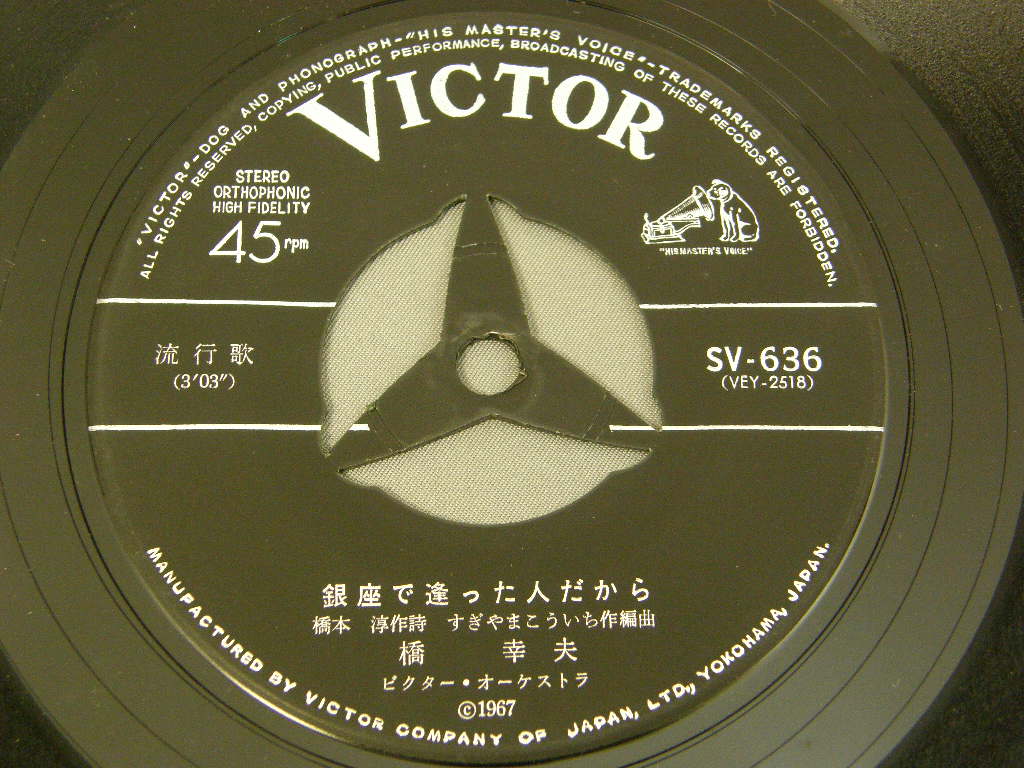 "VICTOR"-DOG AND PHONOGRAPH-"HIS MASTER'S VOICE"-TRADEMARKS REGISTERED.
ALL RIGHTS RESERVED, COPYING, PUBLIC PERFORMANCE, BROADCASTING OF THESE RECORDS ARE FORBIDDEN.
VICTOR
STEREO
ORTHOPHONIC
HIGH FIDELITY
45 rpm
"HIS MASTER'S VOICE"
流行歌
(3'03")
SV-636
(VEY-2518)
銀座で逢った人だから
橋本 淳作詩 すぎやまこういち作編曲
橋 幸夫
ビクター・オーケストラ
©1967
MANUFACTURED BY VICTOR COMPANY OF JAPAN, LTD., YOKOHAMA, JAPAN.